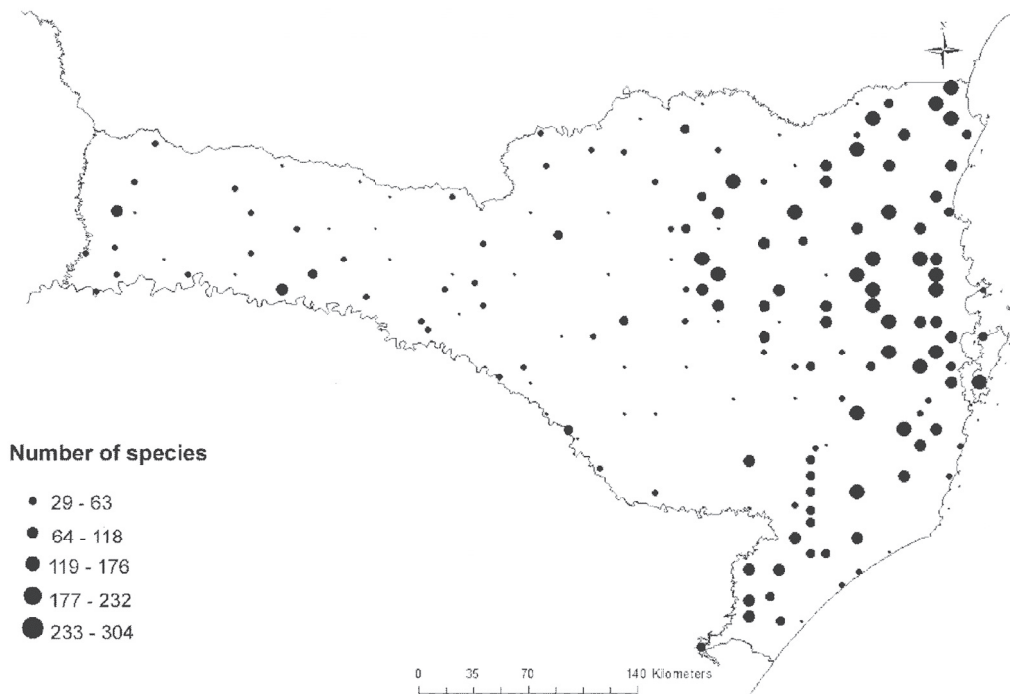 N
Number of species
29 - 63
64 - 118
119 - 176
177 - 232
233 - 304
0 35 70 140 Kilometers